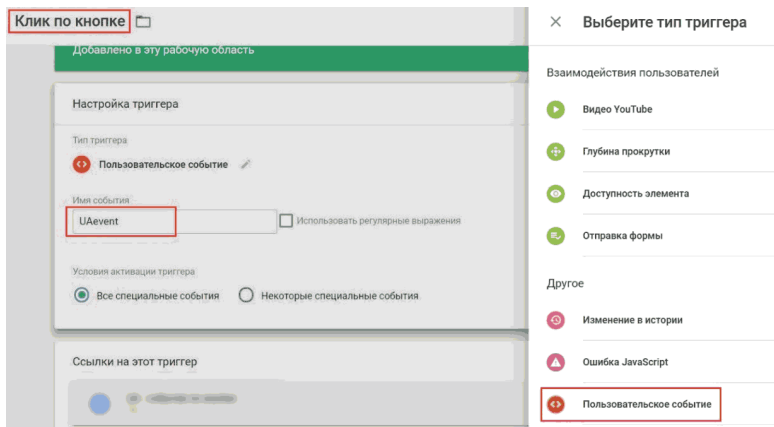 Клик по кнопке
Добавлено в эту рабочую область
Настройка триггера
Тип триггера
Пользовательское событие
Имя события
UAevent
Использовать регулярные выражения
Условия активации триггера
Все специальные события
Некоторые специальные события
Ссылки на этот триггер
Выберите тип триггера
Взаимодействия пользователей
Видео YouTube
Глубина прокрутки
Доступность элемента
Отправка формы
Другое
Изменение в истории
Ошибка JavaScript
Пользовательское событие